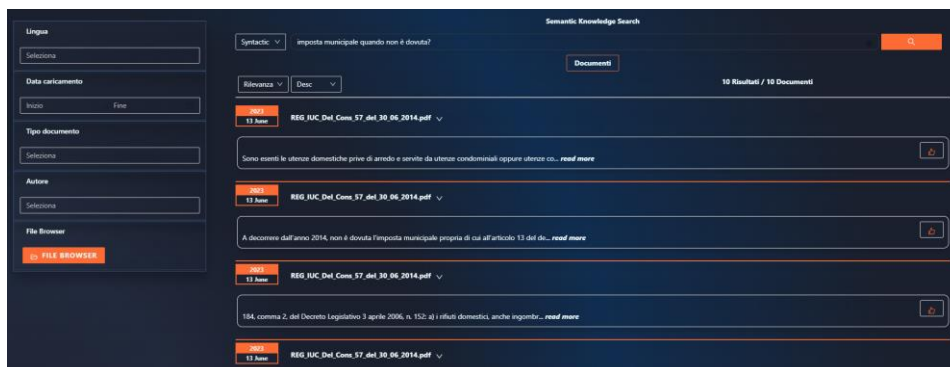 Lingua
Seleziona
Data caricamento
Inizio Fine
Tipo documento
Seleziona
Autore
Seleziona
File Browser
FILE BROWSER
Semantic Knowledge Search
Syntactic imposta municipale quando non è dovuta?
Documenti
Rilevanza Desc 10 Risultati / 10 Documenti
2023
13 June REG_IUC_Del_Cons_57_del_30_06_2014.pdf
Sono esenti le utenze domestiche prive di arredo e servite da utenze condominiali oppure utenze co... read more
2023
13 June REG_IUC_Del_Cons_57_del_30_06_2014.pdf
A decorrere dall'anno 2014, non è dovuta l'imposta municipale propria di cui all'articolo 13 del de... read more
2023
13 June REG_IUC_Del_Cons_57_del_30_06_2014.pdf
184, comma 2, del Decreto Legislativo 3 aprile 2006, n. 152: a) i rifiuti domestici, anche ingombr... read more
2023
13 June REG_IUC_Del_Cons_57_del_30_06_2014.pdf